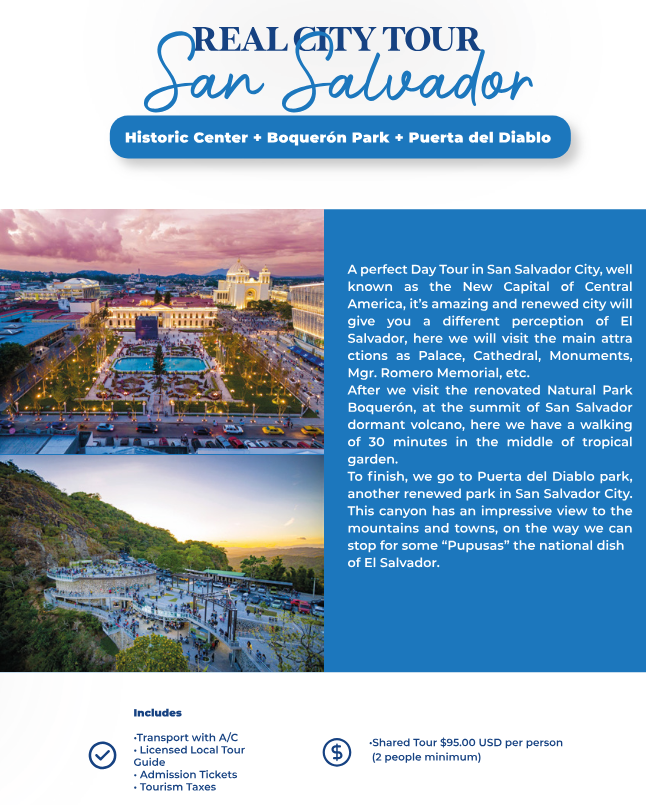 REAL CITY TOUR
San Salvador
Historic Center + Boquerón Park + Puerta del Diablo
A perfect Day Tour in San Salvador City, well
known as the New Capital of Central
America, it's amazing and renewed city will
give you a different perception of El
Salvador, here we will visit the main attra
ctions as Palace, Cathedral, Monuments,
Mgr. Romero Memorial, etc.
After we visit the renovated Natural Park
Boquerón, at the summit of San Salvador
dormant volcano, here we have a walking
of 30 minutes in the middle of tropical
garden.
To finish, we go to Puerta del Diablo park,
another renewed park in San Salvador City.
This canyon has an impressive view to the
mountains and towns, on the way we can
stop for some “Pupusas” the national dish
of El Salvador.
Includes
•Transport with A/C
• Licensed Local Tour
Guide
• Admission Tickets
• Tourism Taxes
$
•Shared Tour $95.00 USD per person
(2 people minimum)